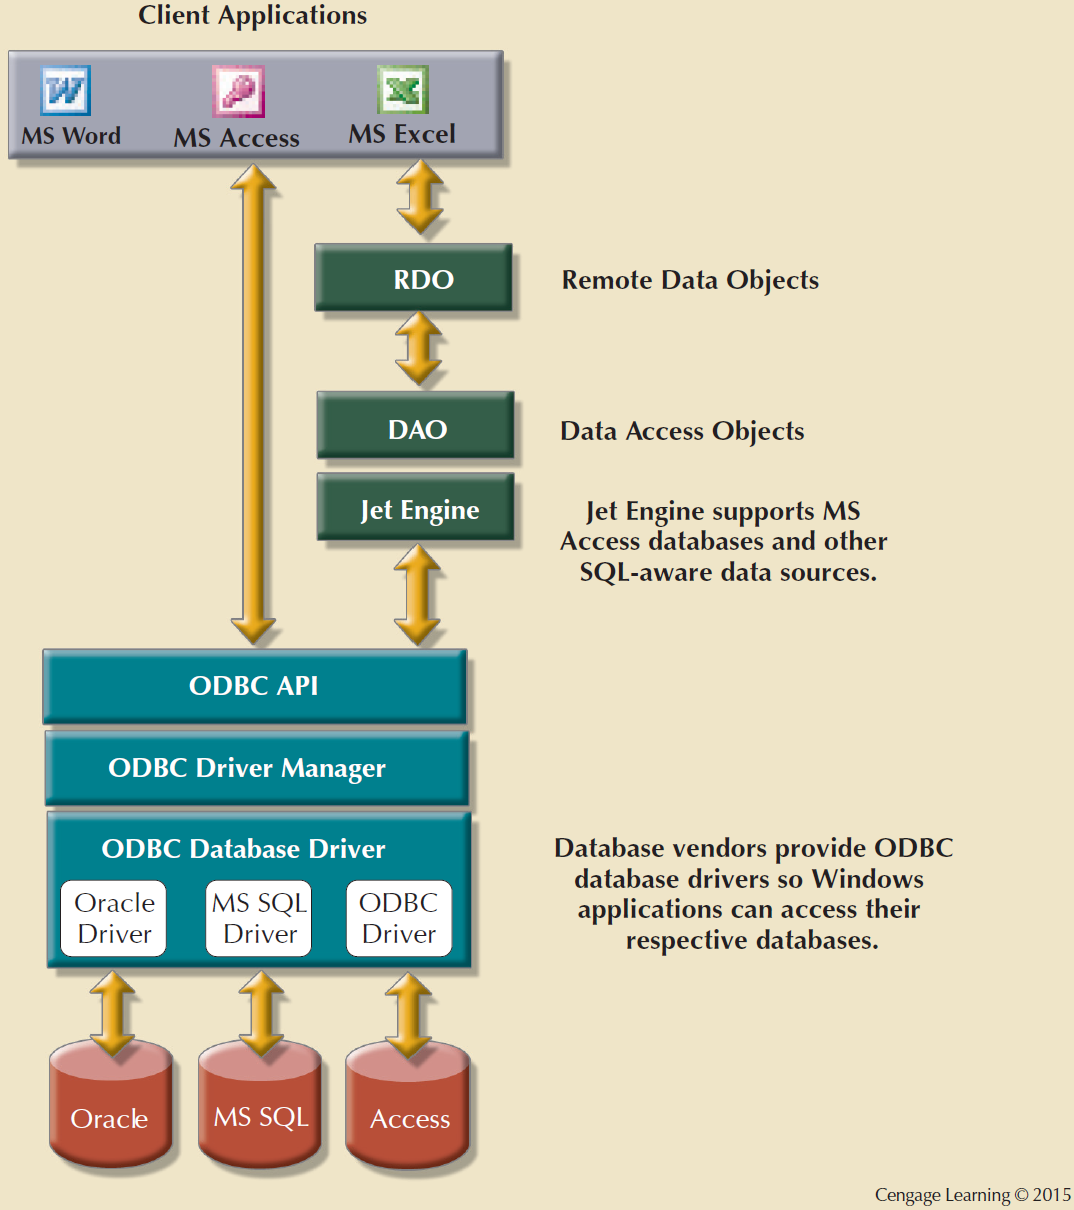 Client Applications
MS Word
MS Access
MS Excel
RDO
Remote Data Objects
DAO
Data Access Objects
Jet Engine
Jet Engine supports MS
Access databases and other
SQL-aware data sources.
ODBC API
ODBC Driver Manager
ODBC Database Driver
Oracle
Driver
MS SQL
Driver
ODBC
Driver
Database vendors provide ODBC
database drivers so Windows
applications can access their
respective databases.
Oracle
MS SQL
Access
Cengage Learning © 2015